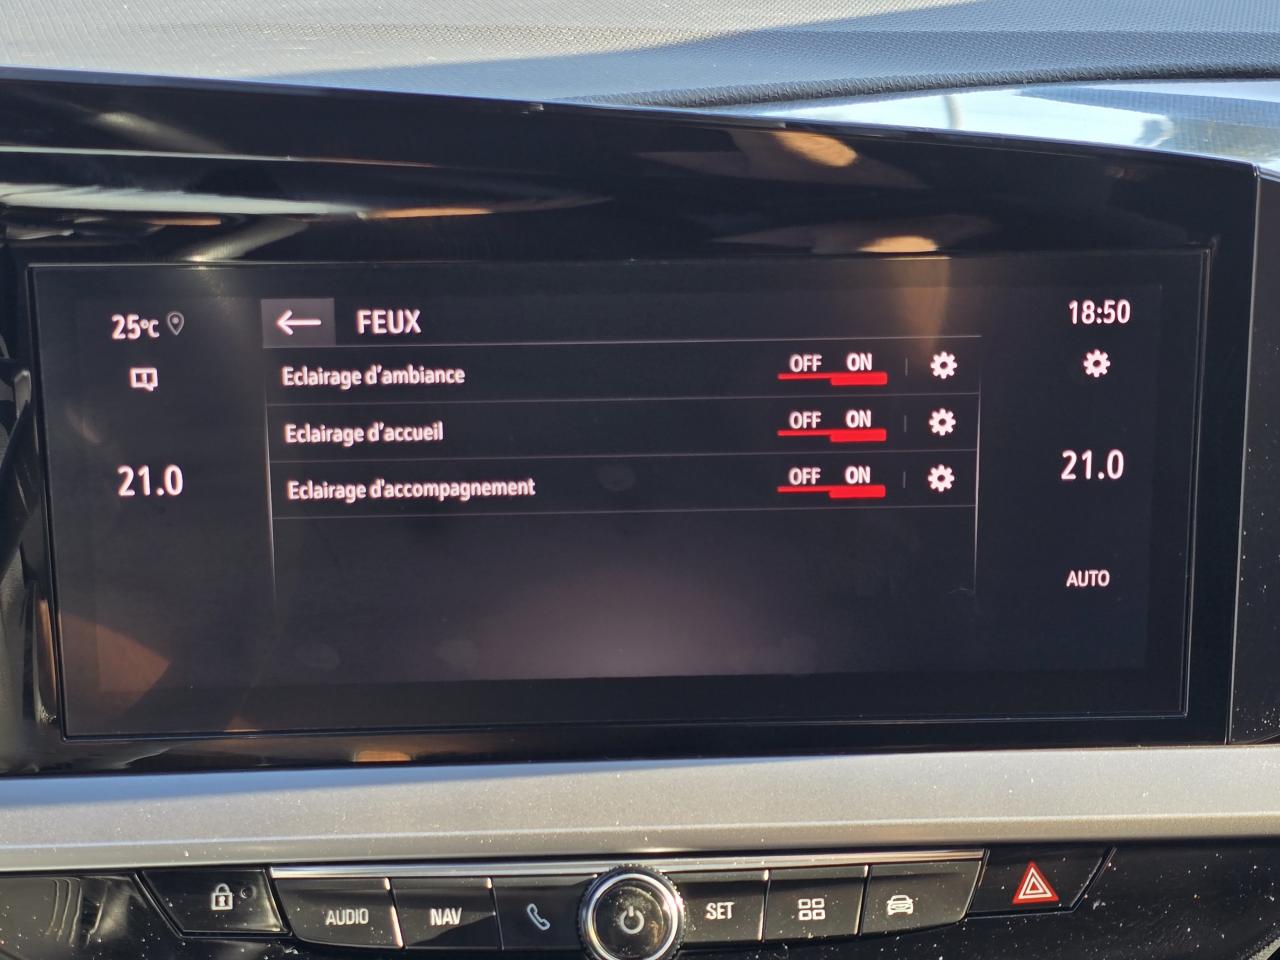 25°C
FEUX
18:50
Eclairage d'ambiance OFF ON
Eclairage d'accueil OFF ON
21.0
21.0
Eclairage d'accompagnement OFF ON
AUTO
AUDIO NAV SET